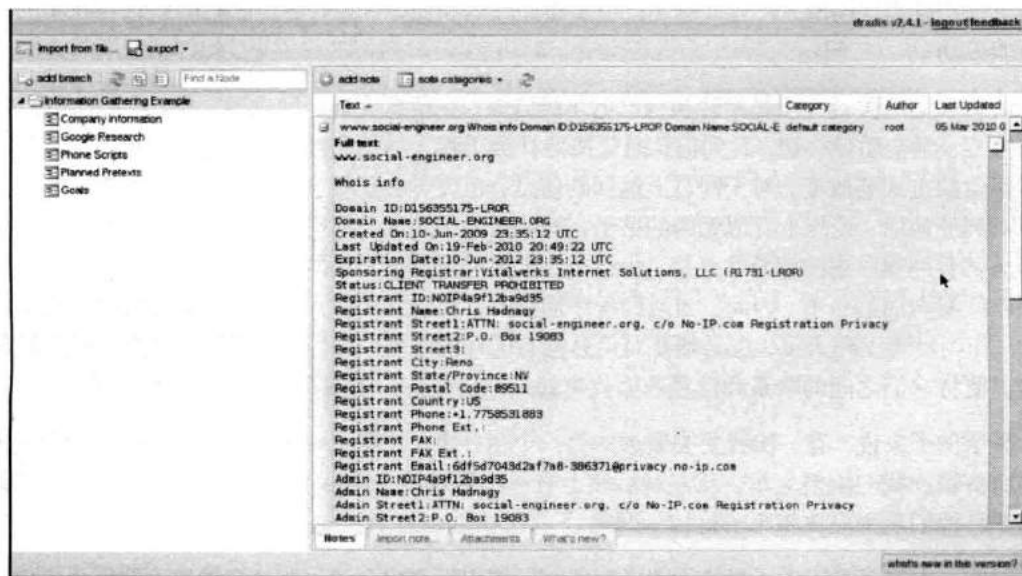 dradis v2.4.1 - logout feedback
import from file... export
add branch Find a Node
Information Gathering Example
Company information
Google Research
Phone Scripts
Planned Pretexts
Goals
add note note categories
Text Category Author Last Updated
www.social-engineer.org Whois info Domain ID:D156355175-LROR Domain Name:SOCIAL-E default category root 05 Mar 2010 0
Full text
www.social-engineer.org
Whois info
Domain ID:D156355175-LROR
Domain Name:SOCIAL-ENGINEER.ORG
Created On:10-Jun-2009 23:35:12 UTC
Last Updated On:19-Feb-2010 20:49:22 UTC
Expiration Date:10-Jun-2012 23:35:12 UTC
Sponsoring Registrar:Vitalwerks Internet Solutions, LLC (R1731-LROR)
Status:CLIENT TRANSFER PROHIBITED
Registrant ID:NOIP4a9f12ba9d35
Registrant Name:Chris Hadnagy
Registrant Street1:ATTN: social-engineer.org, c/o No-IP.com Registration Privacy
Registrant Street2:P.O. Box 19083
Registrant Street3:
Registrant City:Reno
Registrant State/Province:NV
Registrant Postal Code:89511
Registrant Country:US
Registrant Phone:+1.7758531883
Registrant Phone Ext.:
Registrant FAX:
Registrant FAX Ext.:
Registrant Email:6df5d7043d2af7a8-386371@privacy.no-ip.com
Admin ID:NOIP4a9f12ba9d35
Admin Name:Chris Hadnagy
Admin Street1:ATTN: social-engineer.org, c/o No-IP.com Registration Privacy
Admin Street2:P.O. Box 19083
Notes Import note... Attachments What's new?
what's new in this version?